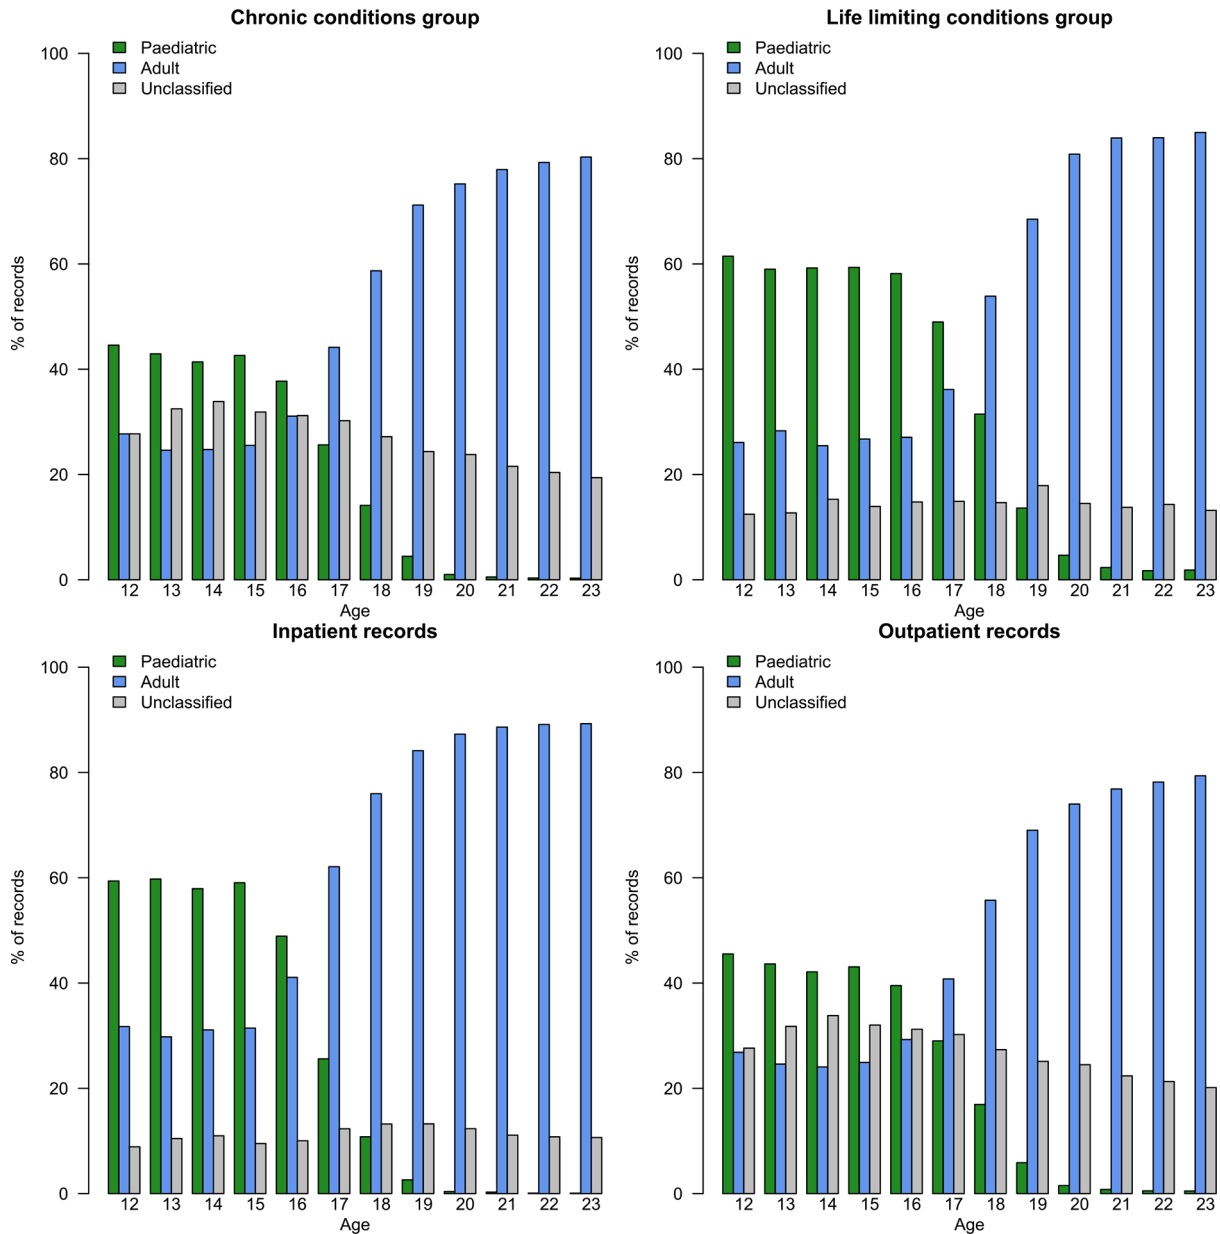 Chronic conditions group
Paediatric
Adult
Unclassified
100
80
60
40
20
0
% of records
12 13 14 15 16 17 18 19 20 21 22 23
Age
Life limiting conditions group
Paediatric
Adult
Unclassified
100
80
60
40
20
0
% of records
12 13 14 15 16 17 18 19 20 21 22 23
Age
Inpatient records
Paediatric
Adult
Unclassified
100
80
60
40
20
0
% of records
12 13 14 15 16 17 18 19 20 21 22 23
Age
Outpatient records
Paediatric
Adult
Unclassified
100
80
60
40
20
0
% of records
12 13 14 15 16 17 18 19 20 21 22 23
Age